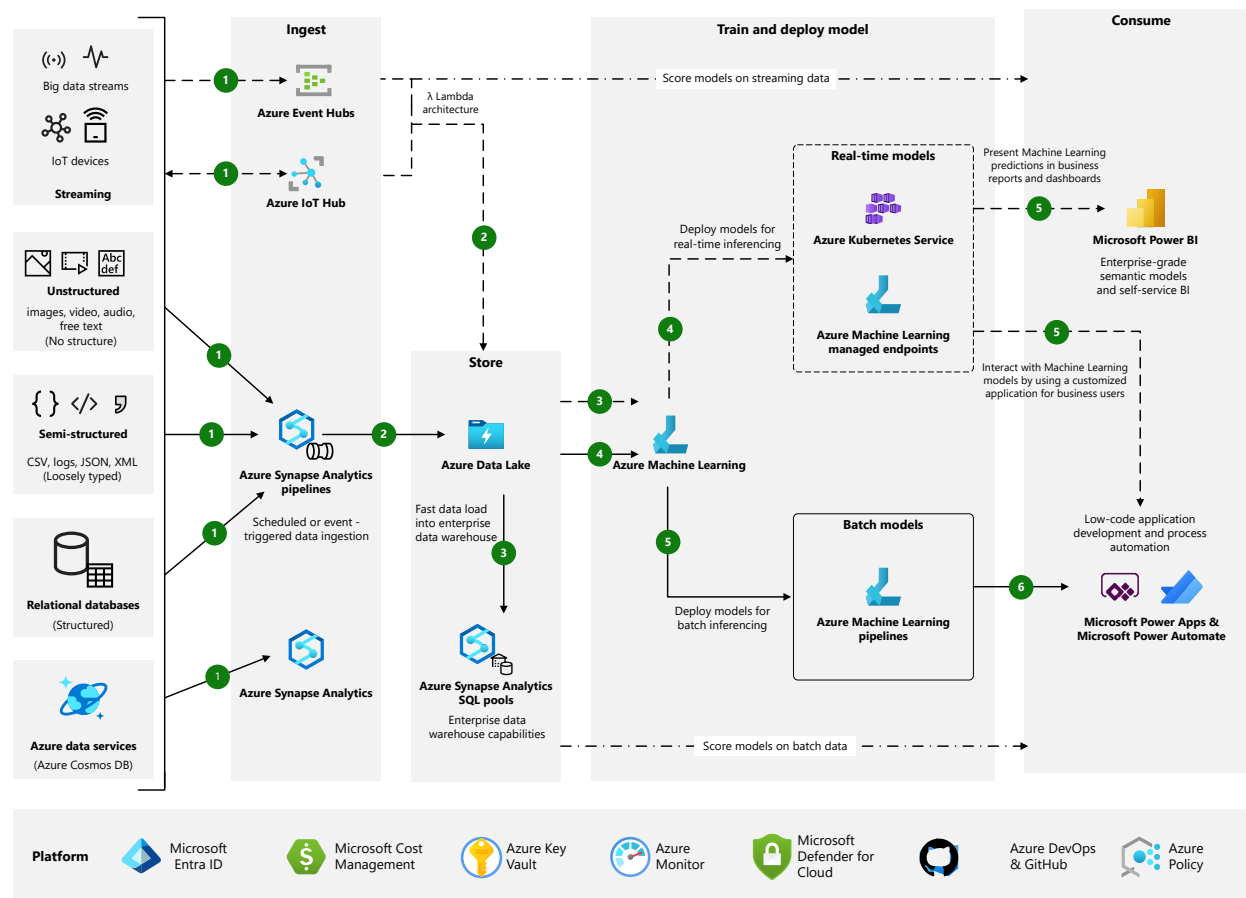 Ingest
Train and deploy model
Consume
Big data streams
IoT devices
Streaming
1
Azure Event Hubs
1
Azure IoT Hub
λ Lambda
architecture
Score models on streaming data
2
Unstructured
images, video, audio,
free text
(No structure)
Abc
def
1
Semi-structured
CSV, logs, JSON, XML
(Loosely typed)
1
Azure Synapse Analytics
pipelines
Scheduled or event -
triggered data ingestion
2
Relational databases
(Structured)
1
Azure data services
(Azure Cosmos DB)
1
Azure Synapse Analytics
Store
Azure Data Lake
Fast data load
into enterprise
data warehouse
3
Azure Synapse Analytics
SQL pools
Enterprise data
warehouse capabilities
3
4
Azure Machine Learning
4
Deploy models for
real-time inferencing
Real-time models
Azure Kubernetes Service
Azure Machine Learning
managed endpoints
5
Deploy models for
batch inferencing
Batch models
Azure Machine Learning
pipelines
Score models on batch data
Present Machine Learning
predictions in business
reports and dashboards
5
Microsoft Power BI
Enterprise-grade
semantic models
and self-service BI
5
Interact with Machine Learning
models by using a customized
application for business users
Low-code application
development and process
automation
6
Microsoft Power Apps &
Microsoft Power Automate
Platform
Microsoft
Entra ID
Microsoft Cost
Management
Azure Key
Vault
Azure
Monitor
Microsoft
Defender for
Cloud
Azure DevOps
& GitHub
Azure
Policy